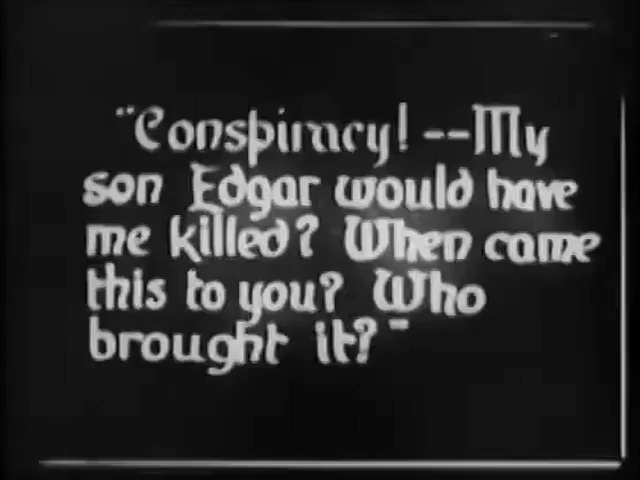 "Conspiracy! --My
son Edgar would have
me killed? When came
this to you? Who
brought it?"